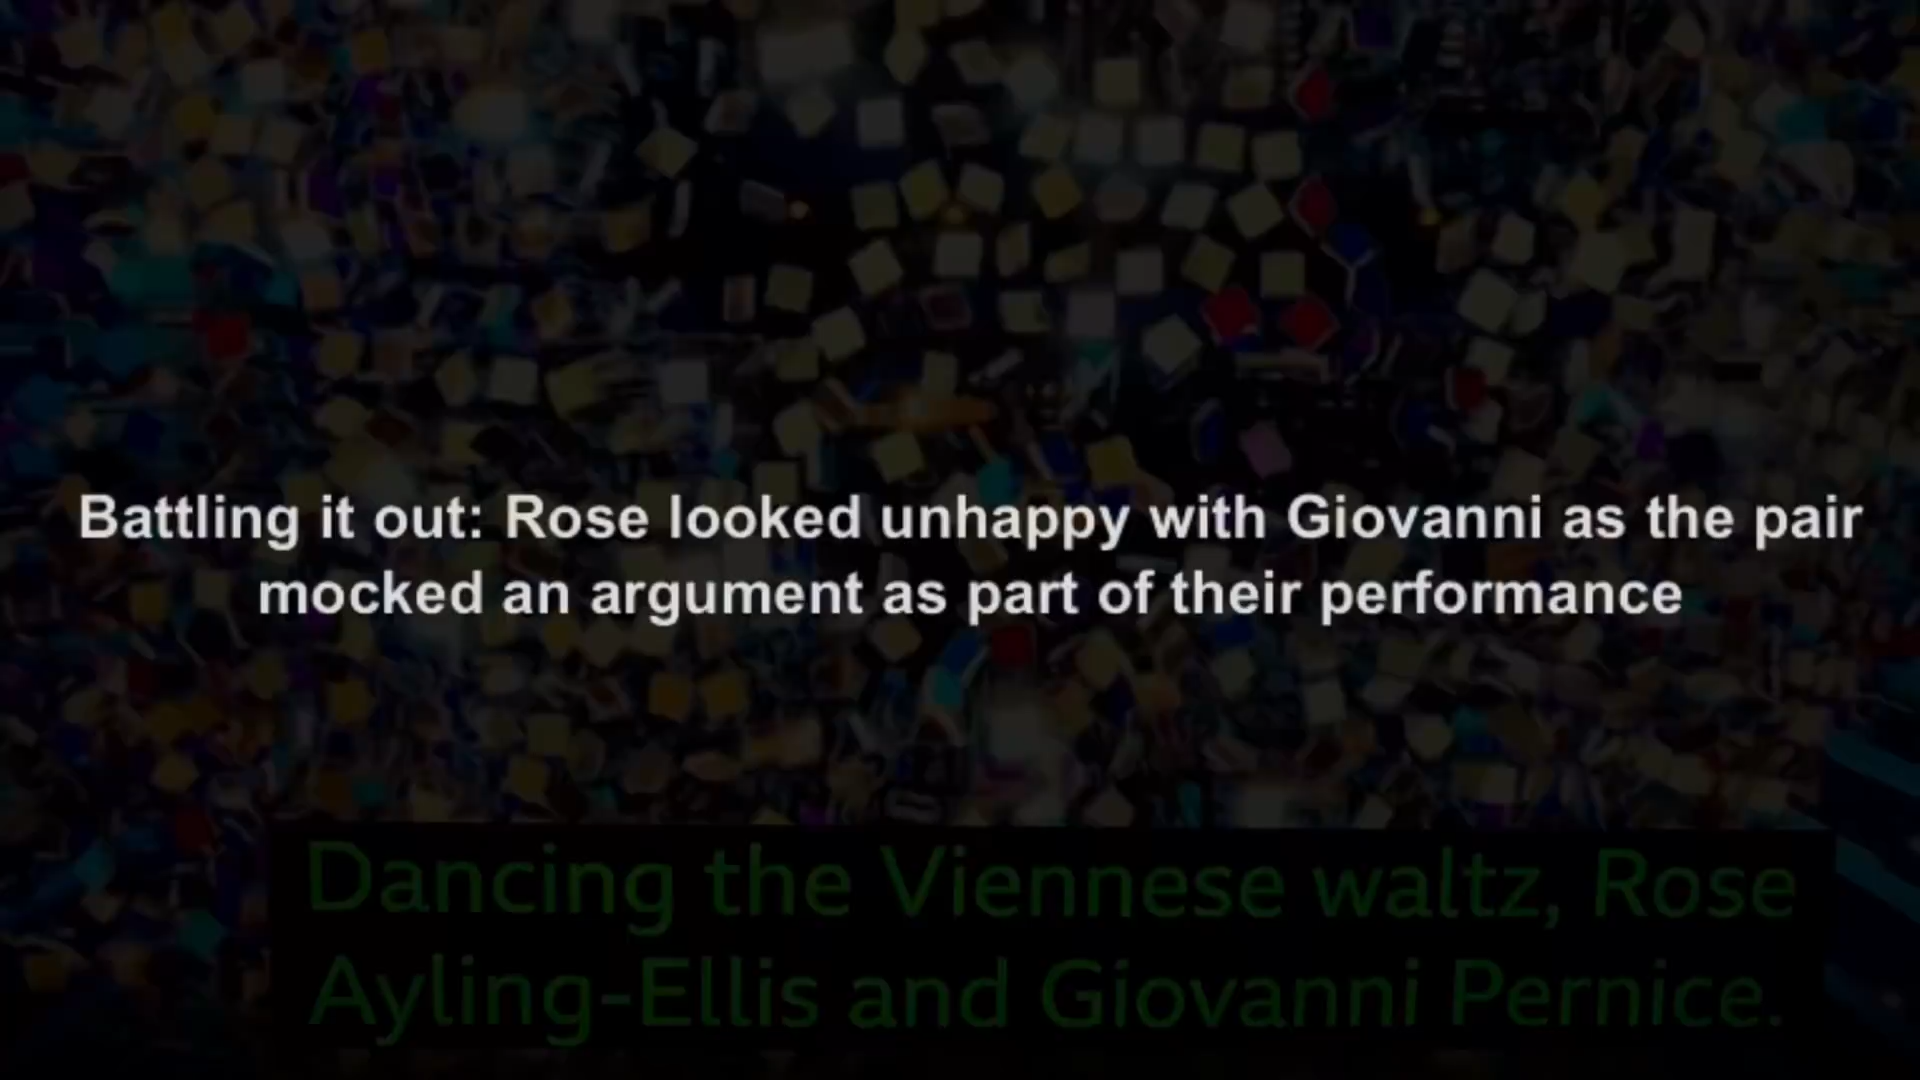 Battling it out: Rose looked unhappy with Giovanni as the pair
mocked an argument as part of their performance
Dancing the Viennese waltz, Rose
Ayling-Ellis and Giovanni Pernice.